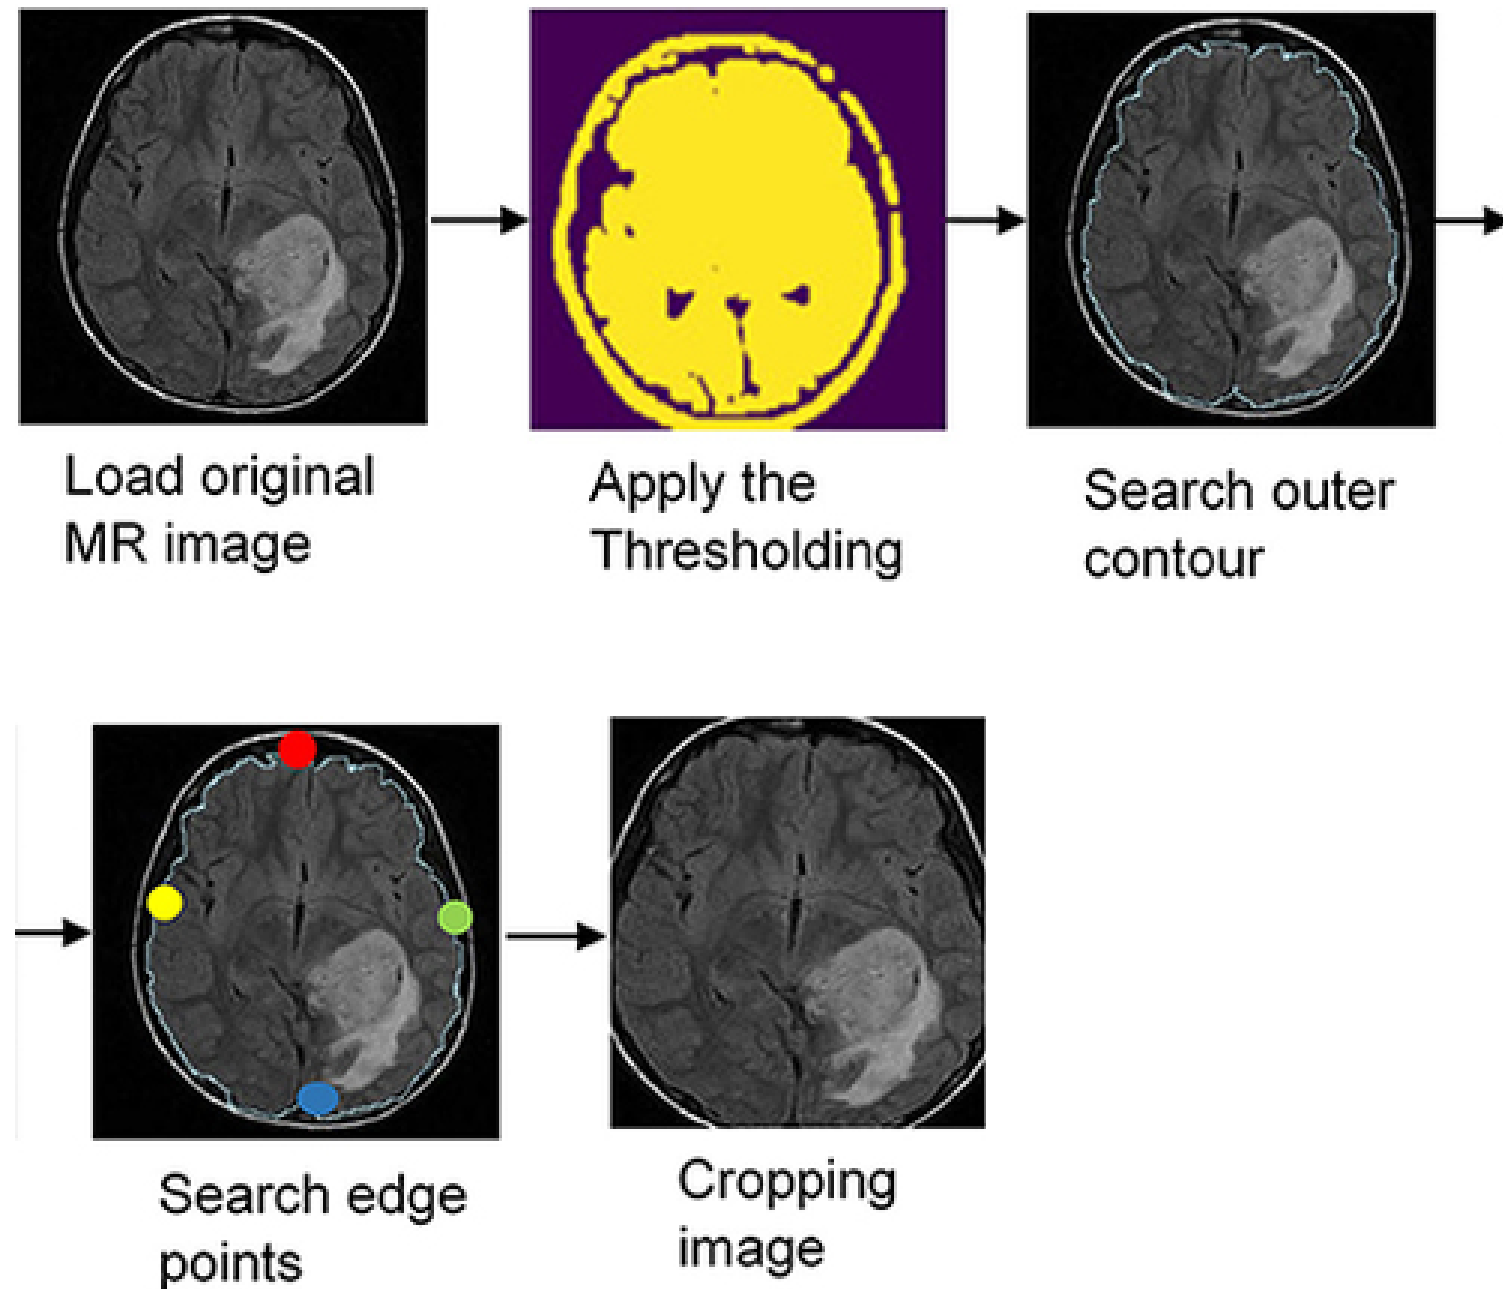 Load original
MR image
Apply the
Thresholding
Search outer
contour
Search edge
points
Cropping
image